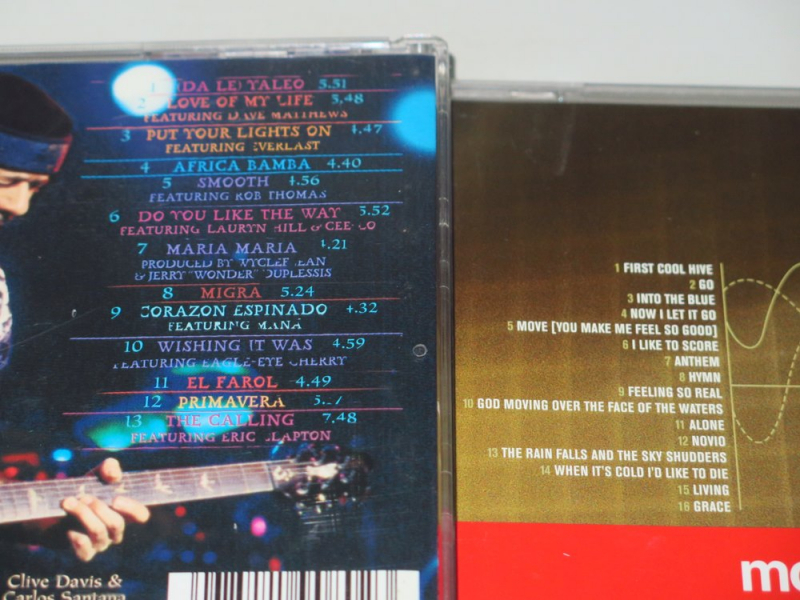 1 (DA LE) YALEO 5.51
2 LOVE OF MY LIFE 5,48
FEATURING DAVE MATTHEWS
3 PUT YOUR LIGHTS ON 4.47
FEATURING EVERLAST
4 AFRICA BAMBA 4.40
5 SMOOTH 4.56
FEATURING ROB THOMAS
6 DO YOU LIKE THE WAY 5.52
FEATURING LAURYN HILL & CEE-LO
7 MARIA MARIA 4.21
PRODUCED BY WYCLEF JEAN
& JERRY "WONDER" DUPLESSIS
8 MIGRA 5.24
9 CORAZON ESPINADO 4.32
FEATURING MANA
10 WISHING IT WAS 4.59
FEATURING EAGLE-EYE CHERRY
11 EL FAROL 4.49
12 PRIMAVERA
13 THE CALLING 7,48
FEATURING ERIC CLAPTON
Clive Davis &
Carlos Santana
1 FIRST COOL HIVE
2 GO
3 INTO THE BLUE
4 NOW I LET IT GO
5 MOVE [YOU MAKE ME FEEL SO GOOD]
6 I LIKE TO SCORE
7 ANTHEM
8 HYMN
9 FEELING SO REAL
10 GOD MOVING OVER THE FACE OF THE WATERS
11 ALONE
12 NOVIO
13 THE RAIN FALLS AND THE SKY SHUDDERS
14 WHEN IT'S COLD I'D LIKE TO DIE
15 LIVING
16 GRACE
mo